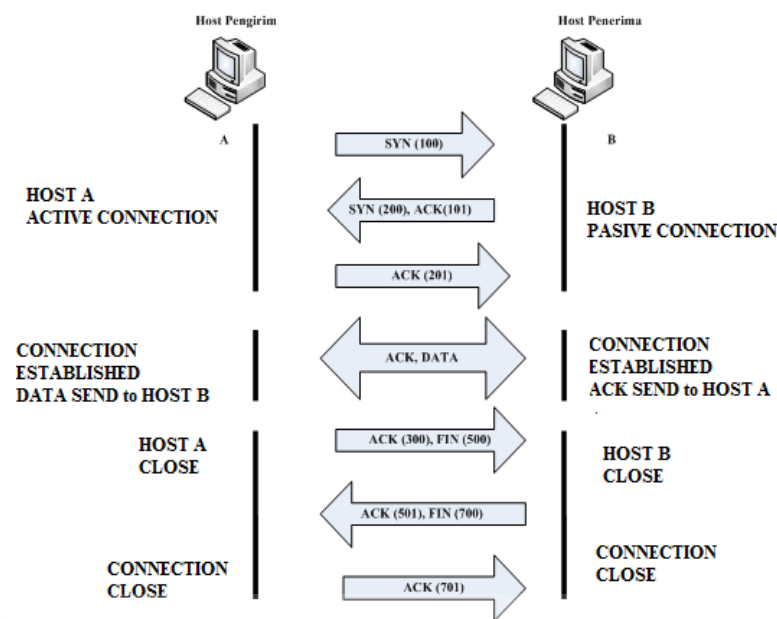 Host Pengirim
Host Penerima
A
B
SYN (100)
HOST A
ACTIVE CONNECTION
SYN (200), ACK(101)
HOST B
PASIVE CONNECTION
ACK (201)
CONNECTION
ESTABLISHED
DATA SEND to HOST B
ACK, DATA
CONNECTION
ESTABLISHED
ACK SEND to HOST A
.
HOST A
CLOSE
ACK (300), FIN (500)
HOST B
CLOSE
ACK (501), FIN (700)
CONNECTION
CLOSE
ACK (701)
CONNECTION
CLOSE